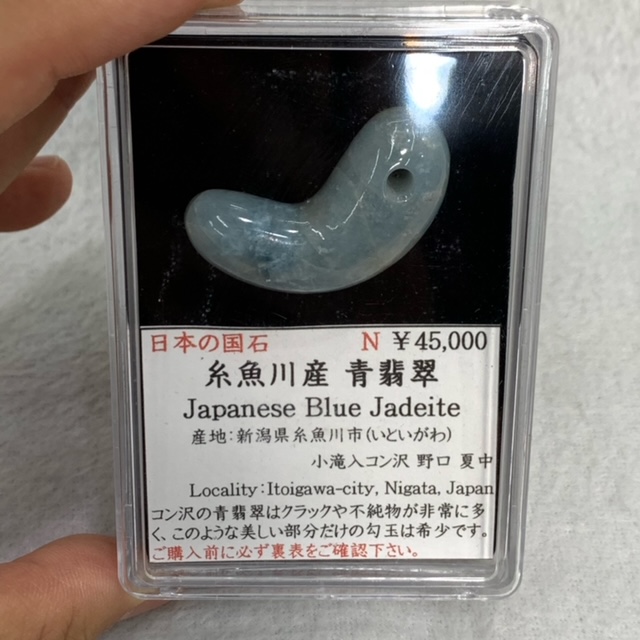 日本の国石 N ￥45,000
糸魚川産 青翡翠
Japanese Blue Jadeite
産地:新潟県糸魚川市(いといがわ)
小滝入コン沢 野口 夏中
Locality:Itoigawa-city, Nigata, Japan
コン沢の青翡翠はクラックや不純物が非常に多
く、このような美しい部分だけの勾玉は希少です。
ご購入前に必ず裏表をご確認下さい。